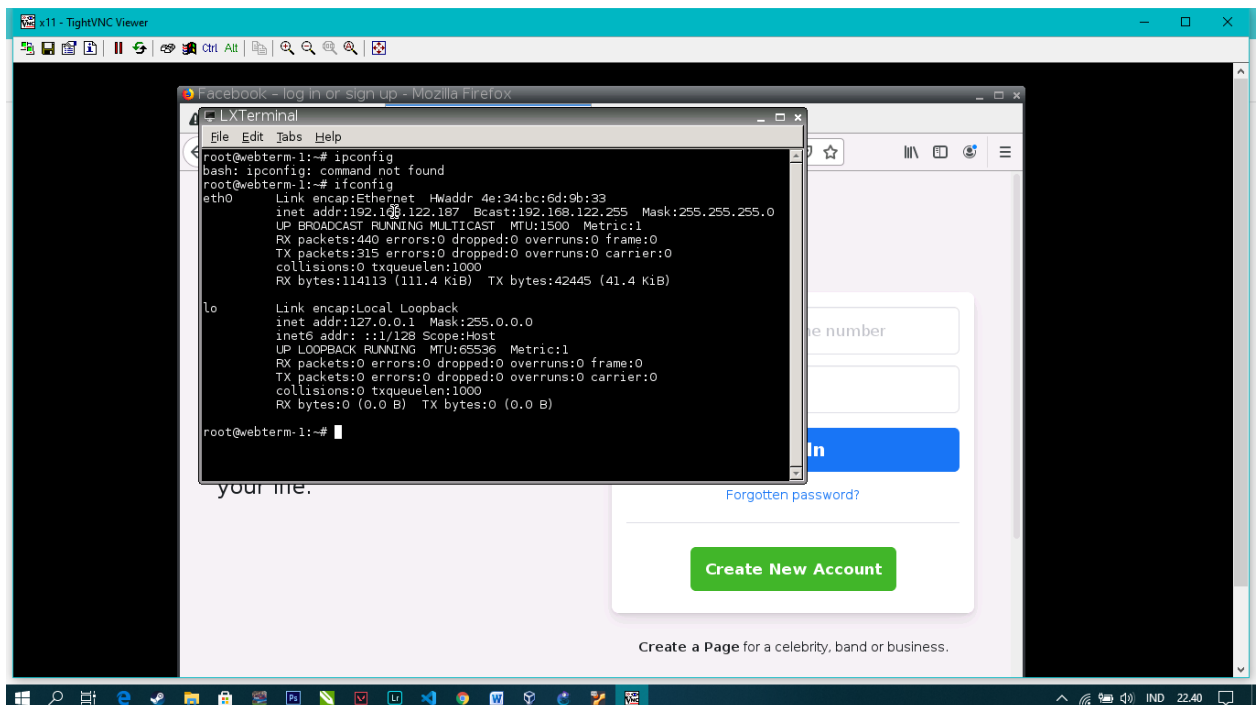 x11 - TightVNC Viewer
Ctrl Alt
Facebook – log in or sign up - Mozilla Firefox
LXTerminal
File Edit Tabs Help
root@webterm-1:~# ipconfig
bash: ipconfig: command not found
root@webterm-1:~# ifconfig
eth0 Link encap:Ethernet HWaddr 4e:34:bc:6d:9b:33
inet addr:192.168.122.187 Bcast:192.168.122.255 Mask:255.255.255.0
UP BROADCAST RUNNING MULTICAST MTU:1500 Metric:1
RX packets:440 errors:0 dropped:0 overruns:0 frame:0
TX packets:315 errors:0 dropped:0 overruns:0 carrier:0
collisions:0 txqueuelen:1000
RX bytes:114113 (111.4 KiB) TX bytes:42445 (41.4 KiB)
lo Link encap:Local Loopback
inet addr:127.0.0.1 Mask:255.0.0.0
inet6 addr: ::1/128 Scope:Host
UP LOOPBACK RUNNING MTU:65536 Metric:1
RX packets:0 errors:0 dropped:0 overruns:0 frame:0
TX packets:0 errors:0 dropped:0 overruns:0 carrier:0
collisions:0 txqueuelen:1000
RX bytes:0 (0.0 B) TX bytes:0 (0.0 B)
root@webterm-1:~#
number
In
your
Forgotten password?
Create New Account
Create a Page for a celebrity, band or business.
Ps
Lr
IND 22.40